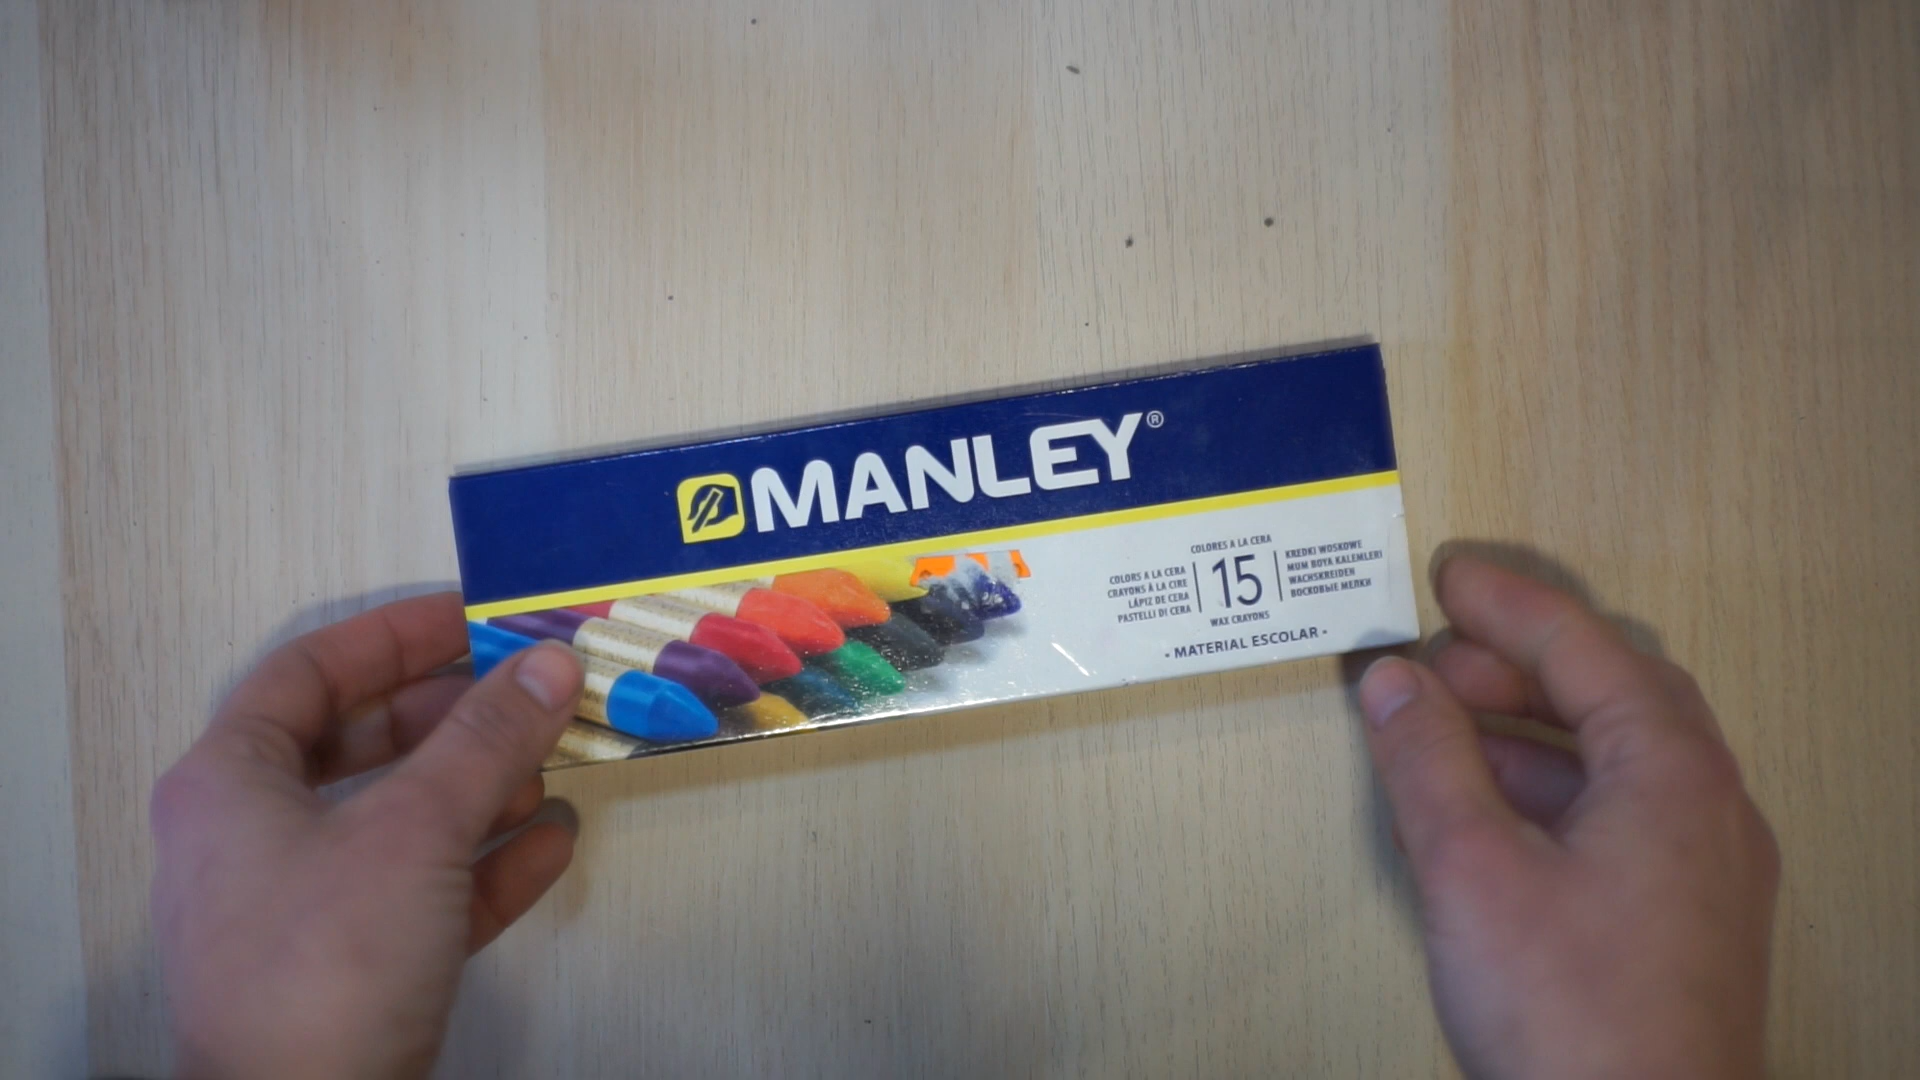 MANLEY®
COLORES A LA CERA
15
WAX CRAYONS
COLORS A LA CERA
CRAYONS À LA CIRE
LÁPIZ DE CERA
PASTELLI DI CERA
KREDKI WOSKOWE
MUM BOYA KALEMLERI
WACHSKREIDEN
ВОСКОВЫЕ МЕЛКИ
- MATERIAL ESCOLAR -